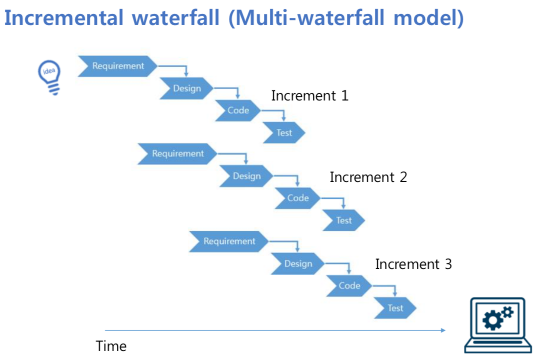 Incremental waterfall (Multi-waterfall model)
idea
Requirement
Design
Increment 1
Code
Test
Requirement
Design
Increment 2
Code
Test
Requirement
Design
Increment 3
Code
Test
Time